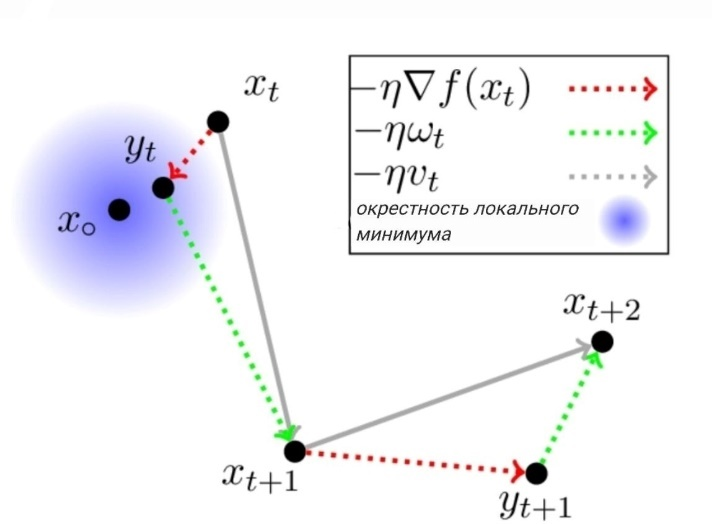 x_t
−η∇f(x_t)
−ηω_t
−ηv_t
окрестность локального
минимума
y_t
x_∘
x_{t+2}
x_{t+1}
y_{t+1}